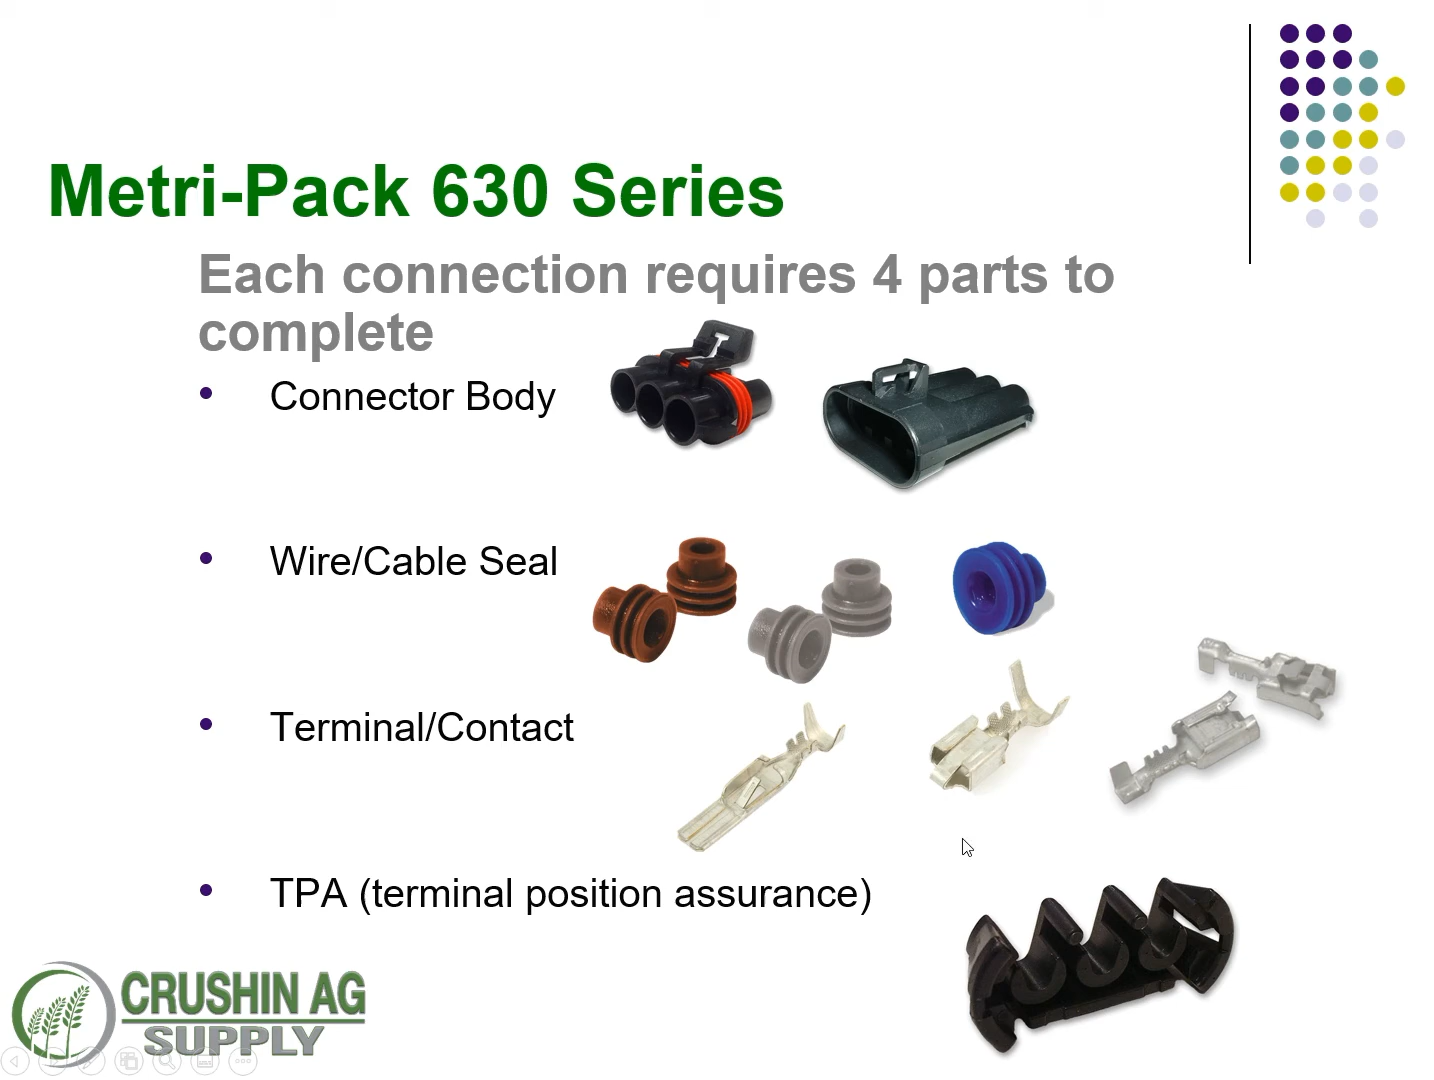 Metri-Pack 630 Series
Each connection requires 4 parts to
complete
• Connector Body
• Wire/Cable Seal
• Terminal/Contact
• TPA (terminal position assurance)
CRUSHIN AG
SUPPLY